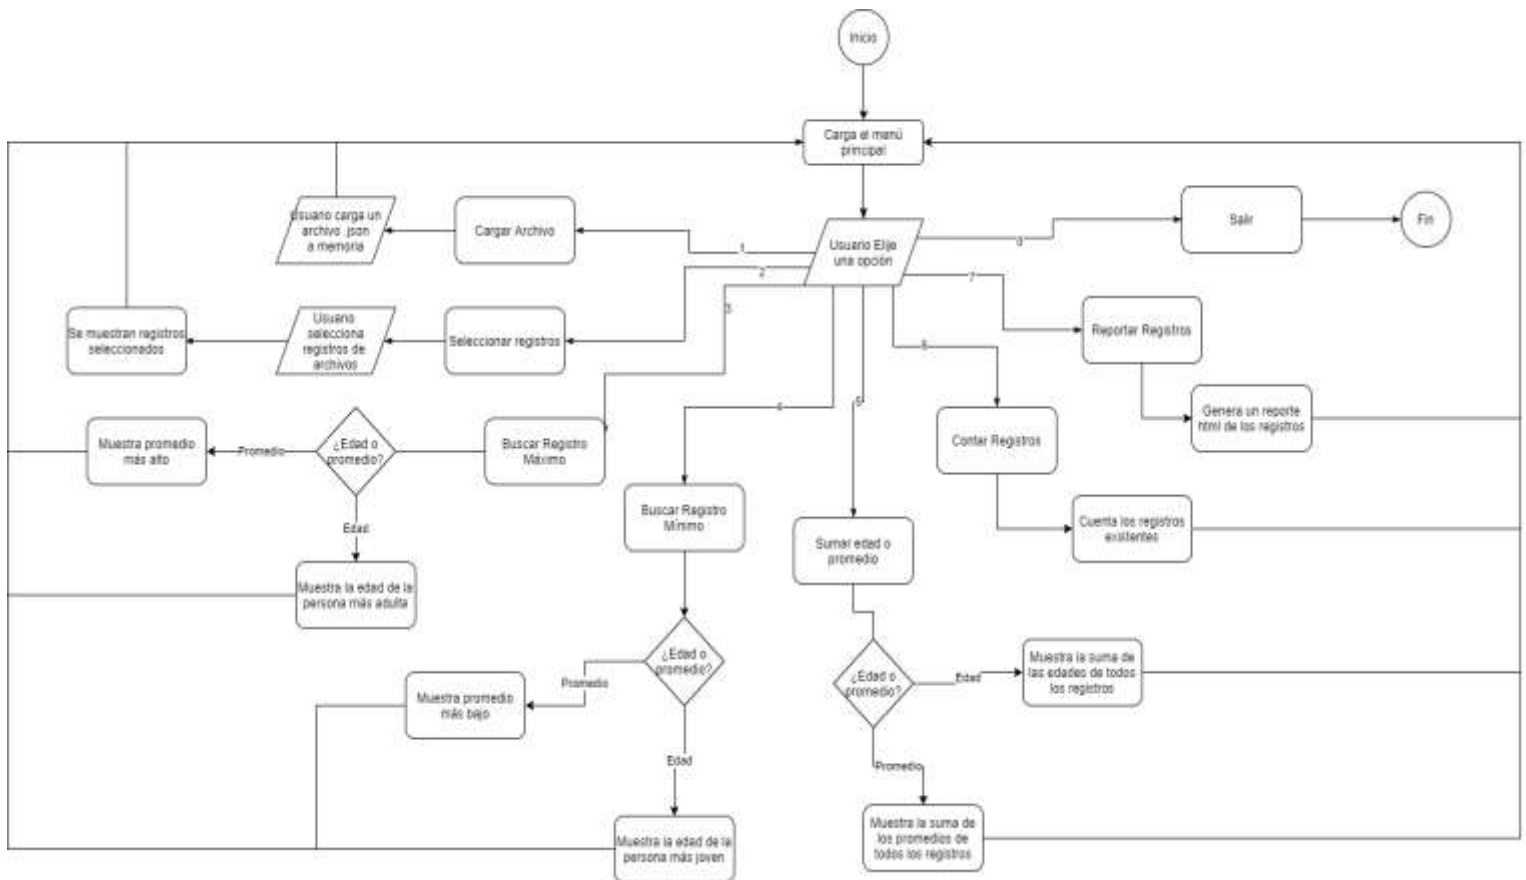 Inicio
Carga el menú
principal
Usuario Elije
una opción
Salir
Fin
Usuario carga un
archivo .json
a memoria
Cargar Archivo
1
2
3
7
Se muestran registros
seleccionados
Usuario
selecciona
registros de
archivos
Seleccionar registros
Reportar Registros
Genera un reporte
html de los registros
Muestra promedio
más alto
Promedio
¿Edad o
promedio?
Buscar Registro
Máximo
Contar Registros
Edad
Buscar Registro
Mínimo
Sumar edad o
promedio
Cuenta los registros
Muestra la edad de la
persona más adulta
Muestra promedio
más bajo
Promedio
¿Edad o
promedio?
¿Edad o
promedio?
Edad
Muestra la suma de
las edades de todos
los registros
Edad
Promedio
Muestra la edad de la
persona más joven
Muestra la suma de
los promedios de
todos los registros